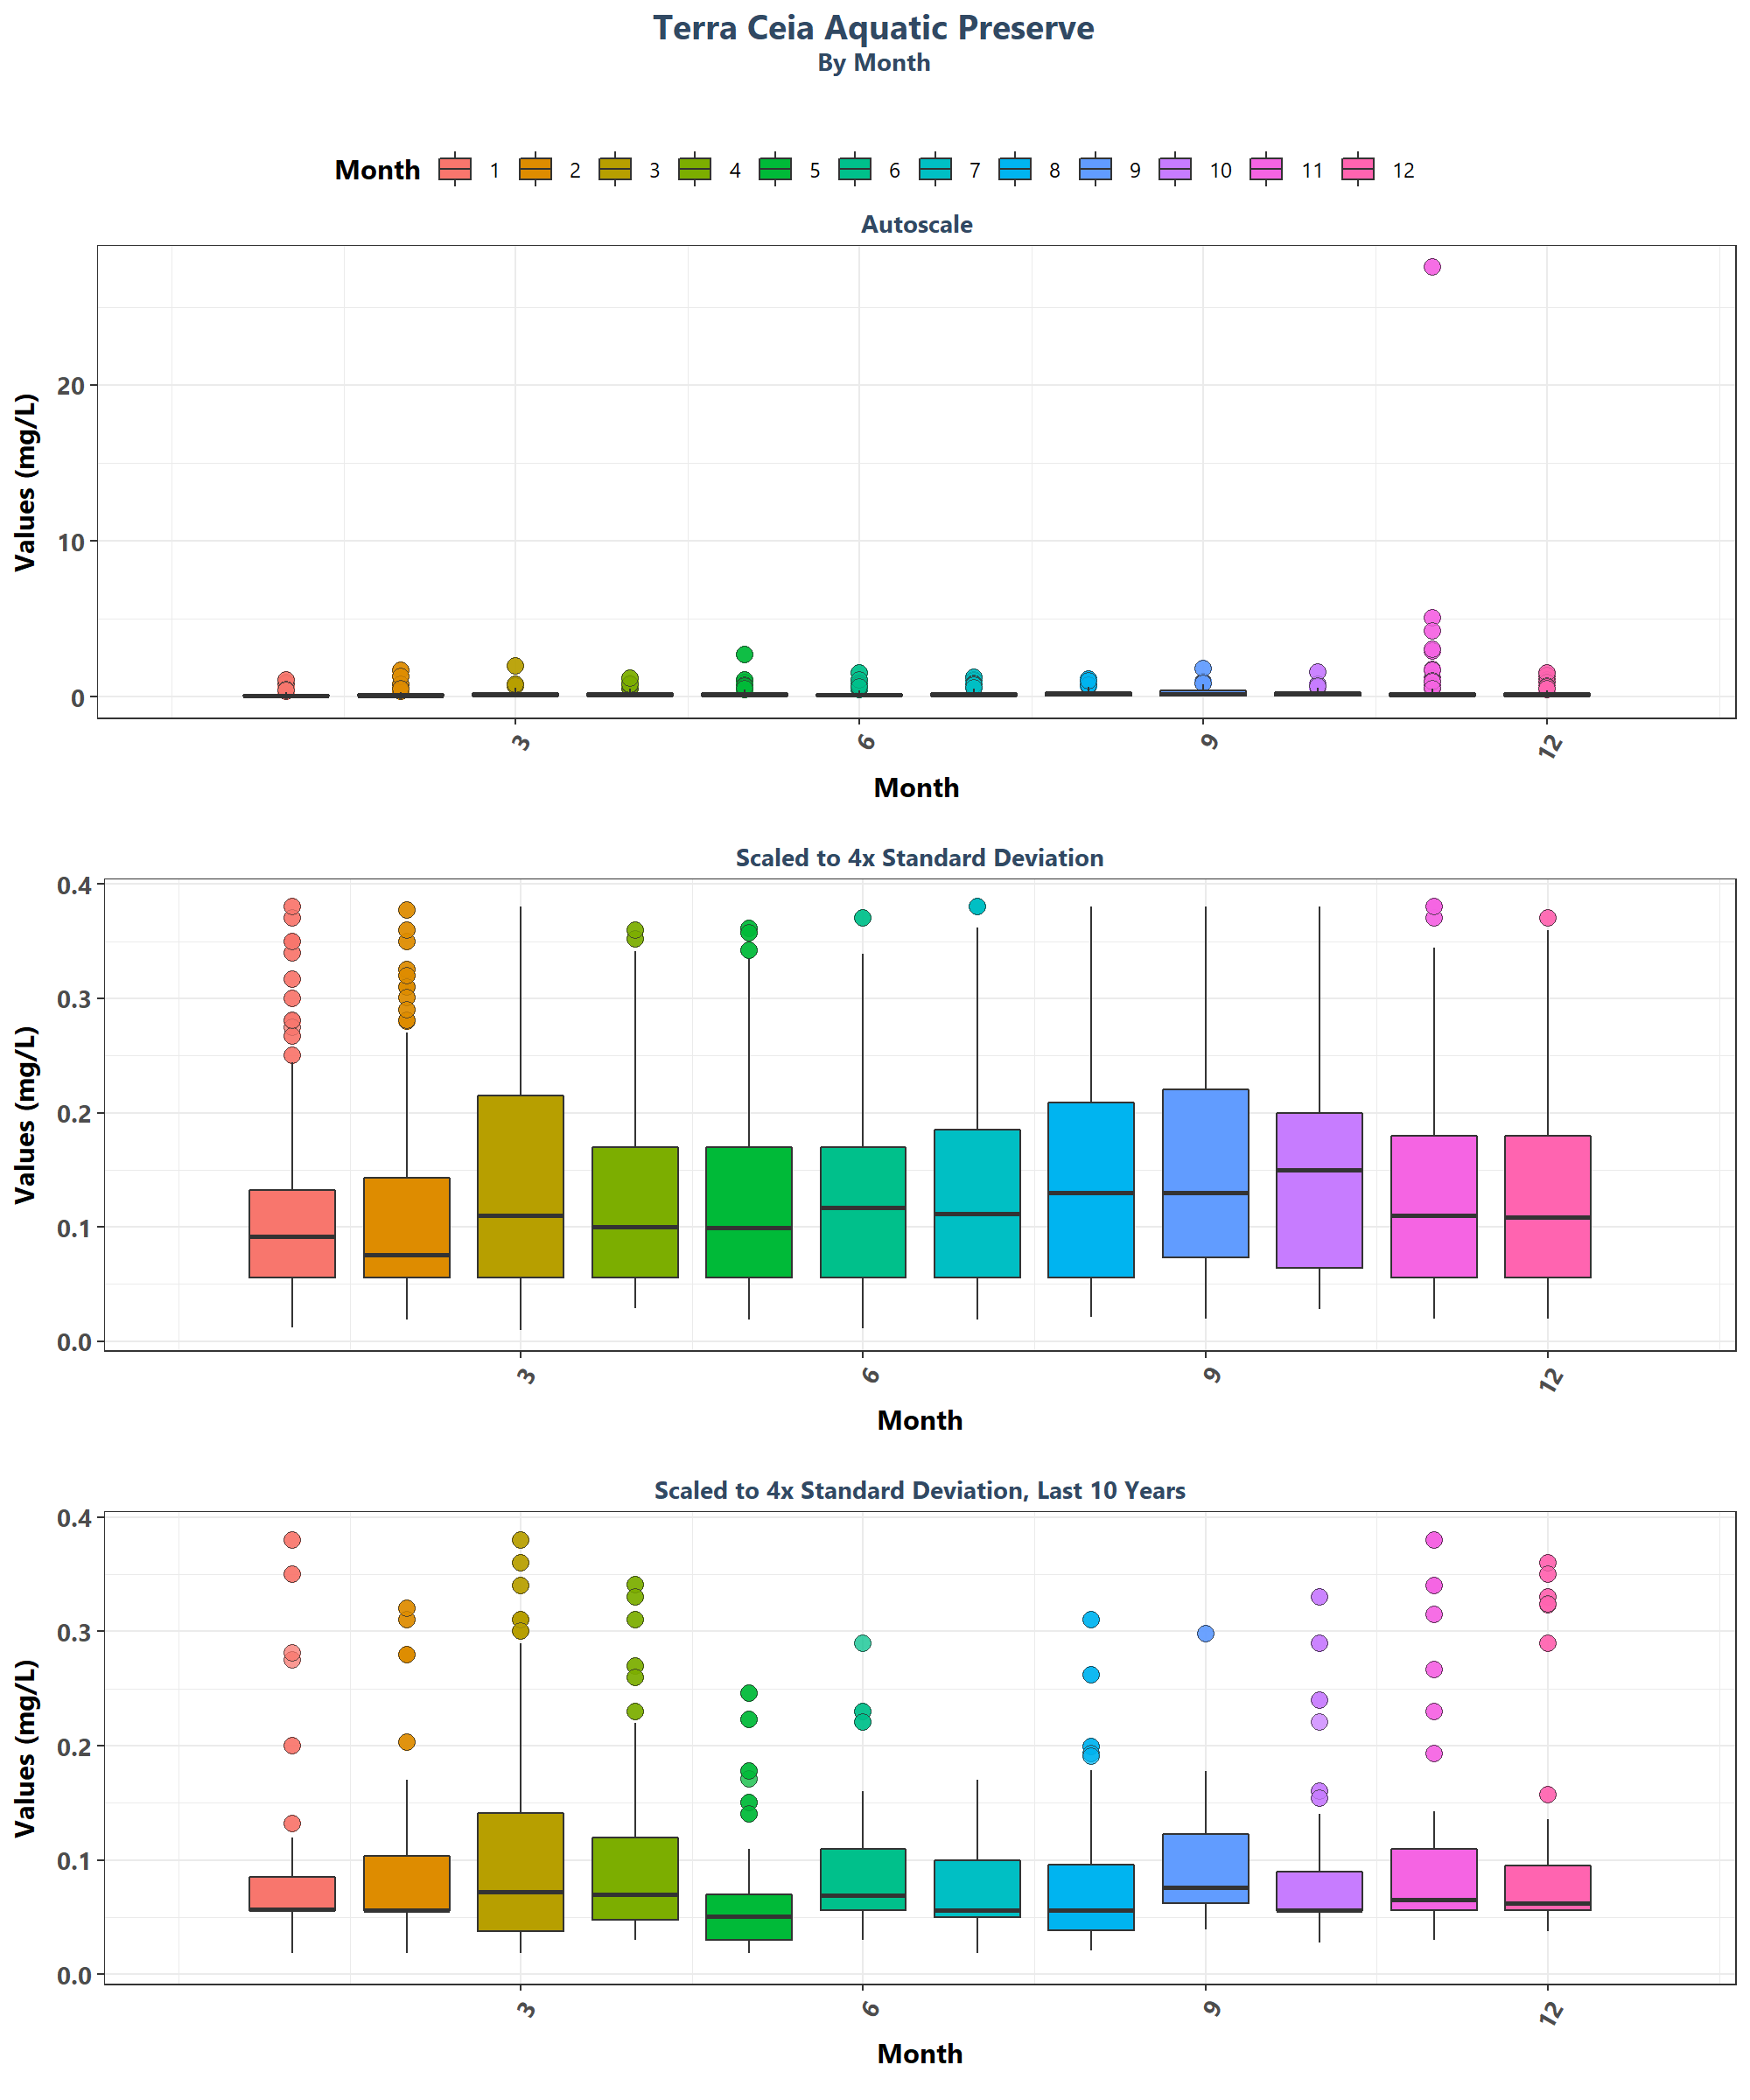 Terra Ceia Aquatic Preserve
By Month
Month 1 2 3 4 5 6 7 8 9 10 11 12
Autoscale
Values (mg/L)
20
10
0
3 6 9 12
Month
Scaled to 4x Standard Deviation
Values (mg/L)
0.4
0.3
0.2
0.1
0.0
3 6 9 12
Month
Scaled to 4x Standard Deviation, Last 10 Years
Values (mg/L)
0.4
0.3
0.2
0.1
0.0
3 6 9 12
Month